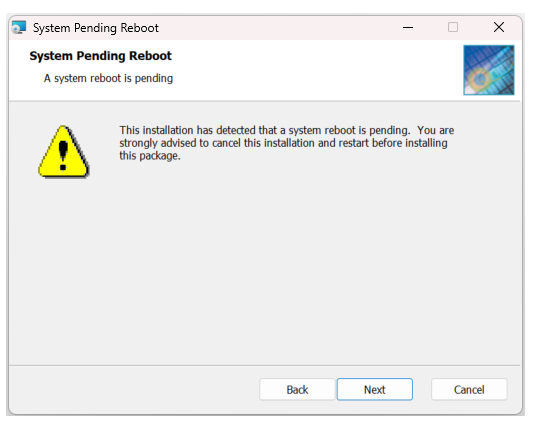 System Pending Reboot
System Pending Reboot
A system reboot is pending
This installation has detected that a system reboot is pending. You are
strongly advised to cancel this installation and restart before installing
this package.
Back Next Cancel